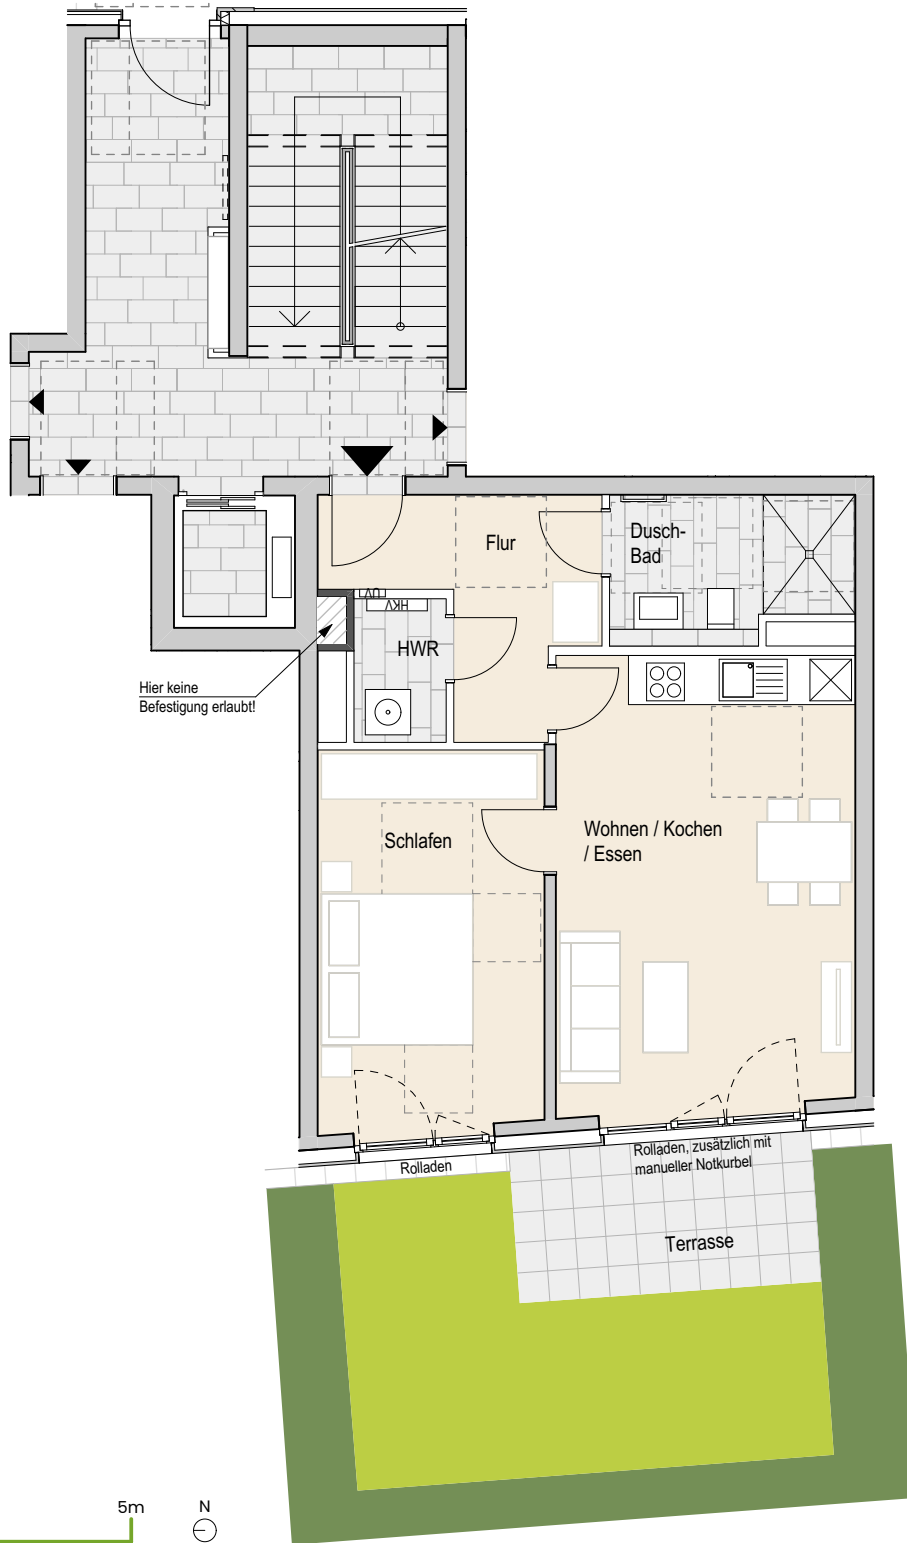 Flur
Dusch-
Bad
UV
HKV
HWR
Hier keine
Befestigung erlaubt!
Schlafen
Wohnen / Kochen
/ Essen
Rolladen
Rolladen, zusätzlich mit
manueller Notkurbel
Terrasse
5m
N